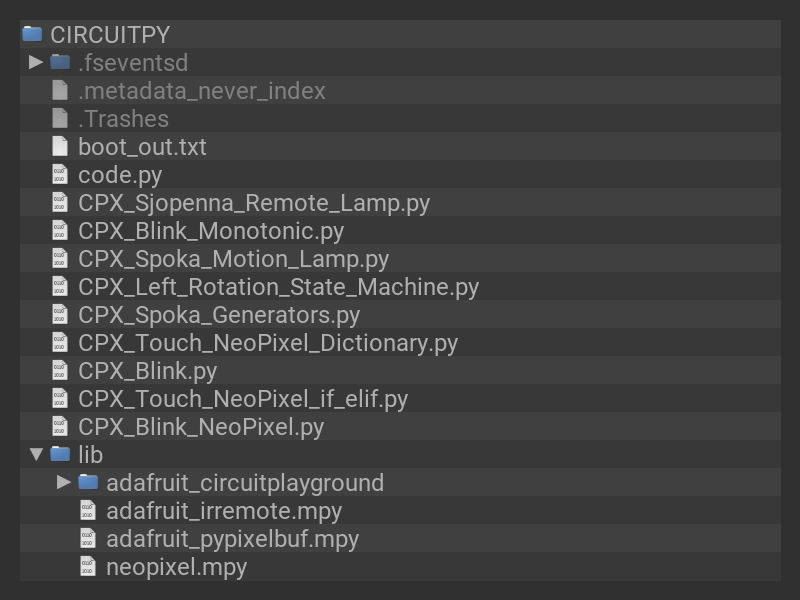 CIRCUITPY
.fseventsd
.metadata_never_index
.Trashes
boot_out.txt
code.py
CPX_Sjopenna_Remote_Lamp.py
CPX_Blink_Monotonic.py
CPX_Spoka_Motion_Lamp.py
CPX_Left_Rotation_State_Machine.py
CPX_Spoka_Generators.py
CPX_Touch_NeoPixel_Dictionary.py
CPX_Blink.py
CPX_Touch_NeoPixel_if_elif.py
CPX_Blink_NeoPixel.py
lib
adafruit_circuitplayground
adafruit_irremote.mpy
adafruit_pypixelbuf.mpy
neopixel.mpy